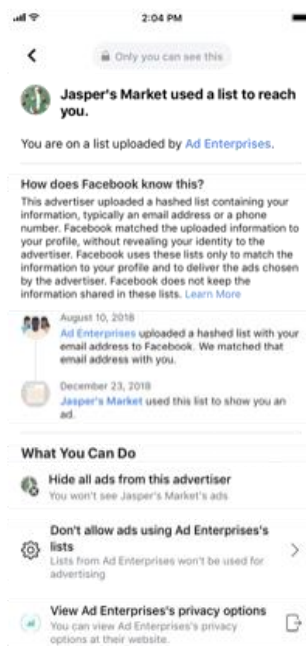 2:04 PM
Only you can see this
Jasper's Market used a list to reach
you.
You are on a list uploaded by Ad Enterprises.
How does Facebook know this?
This advertiser uploaded a hashed list containing your
information, typically an email address or a phone
number. Facebook matched the uploaded information to
your profile, without revealing your identity to the
advertiser. Facebook uses these lists only to match the
information to your profile and to deliver the ads chosen
by the advertiser. Facebook does not keep the
information shared in these lists. Learn More
August 10, 2018
Ad Enterprises uploaded a hashed list with your
email address to Facebook. We matched that
email address with you.
December 23, 2018
Jasper's Market used this list to show you an
ad.
What You Can Do
Hide all ads from this advertiser
You won't see Jasper's Market's ads
Don't allow ads using Ad Enterprises's
lists
Lists from Ad Enterprises won't be used for
advertising
View Ad Enterprises's privacy options
You can view Ad Enterprises's privacy
options at their website.